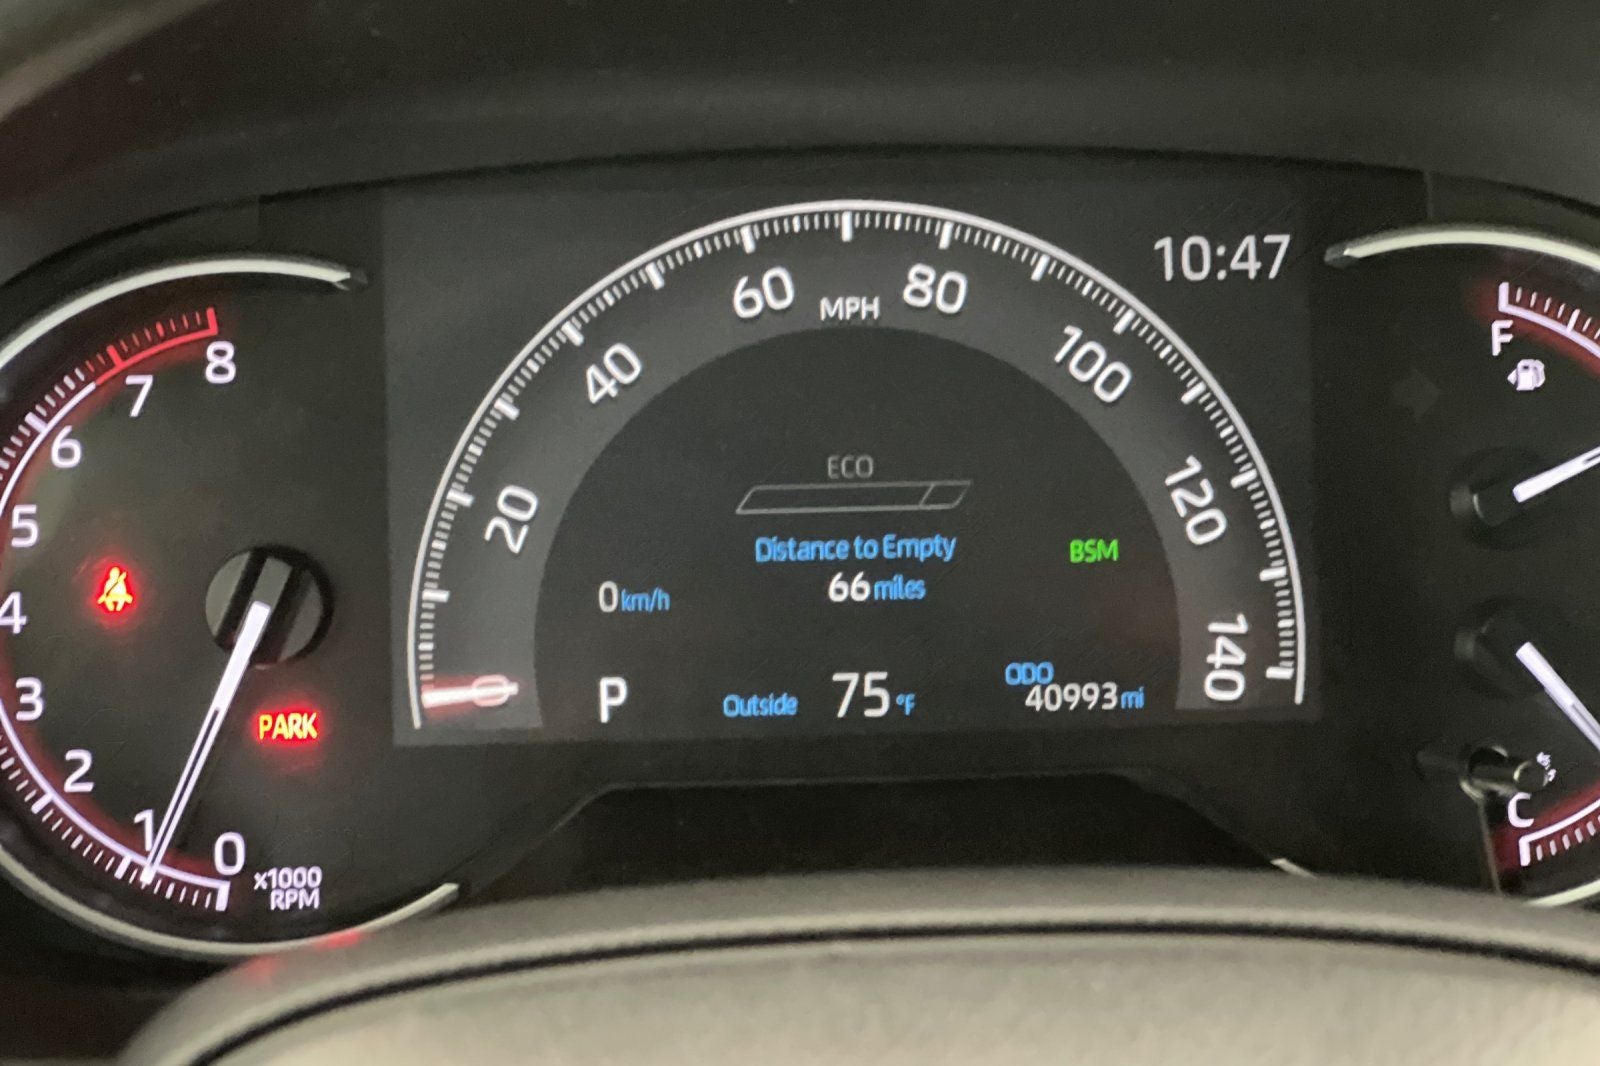 10:47
60 MPH 80
40
100
20
120
0
140
ECO
Distance to Empty
66 miles
BSM
0 km/h
P
Outside 75 °F
ODO
40993 mi
8
7
6
5
4
3
2
1
0
x1000
RPM
PARK
F
C